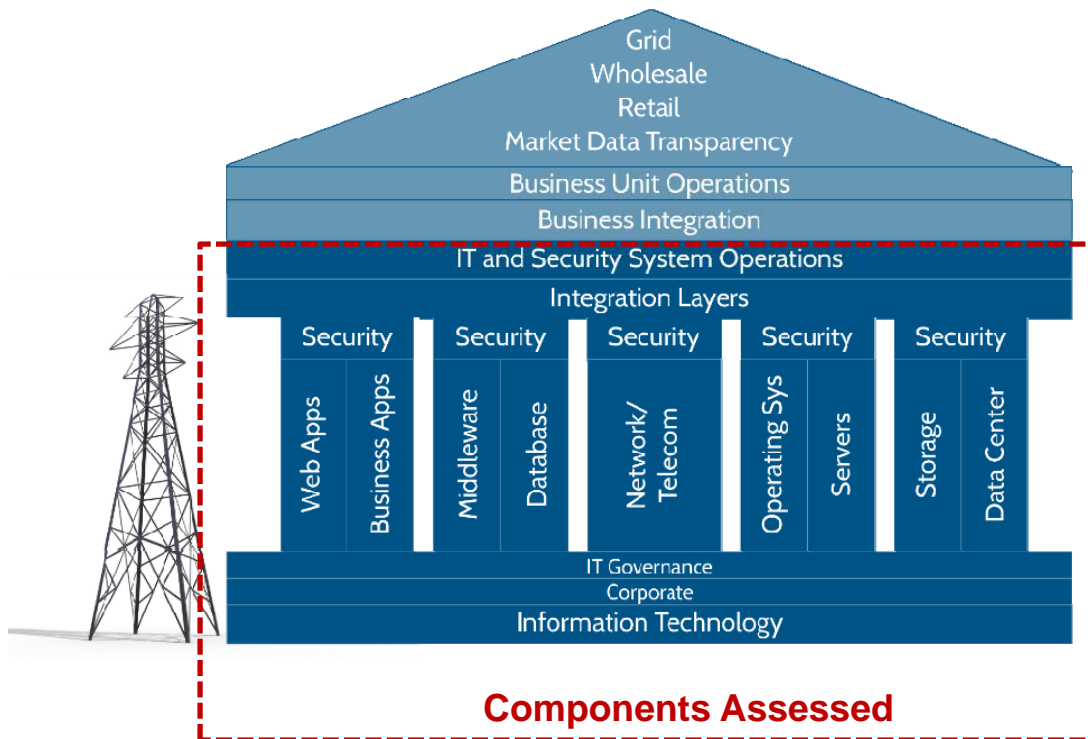 Grid
Wholesale
Retail
Market Data Transparency
Business Unit Operations
Business Integration
IT and Security System Operations
Integration Layers
Security
Security
Security
Security
Security
Web Apps
Business Apps
Middleware
Database
Network/
Telecom
Operating Sys
Servers
Storage
Data Center
IT Governance
Corporate
Information Technology
Components Assessed